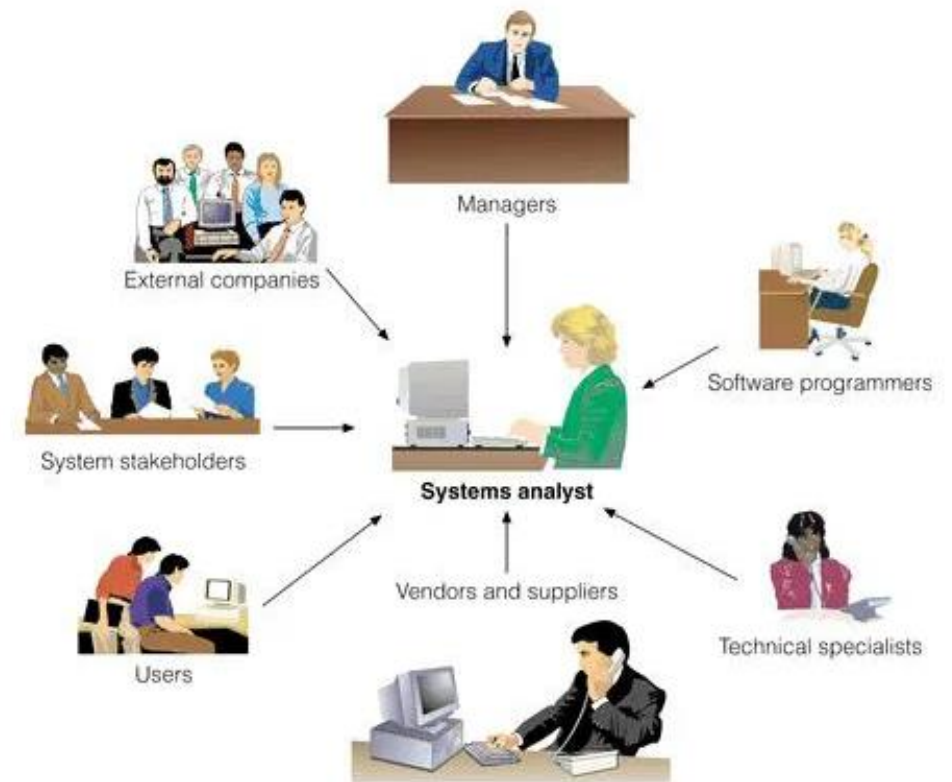 Managers
External companies
Software programmers
System stakeholders
Systems analyst
Vendors and suppliers
Technical specialists
Users